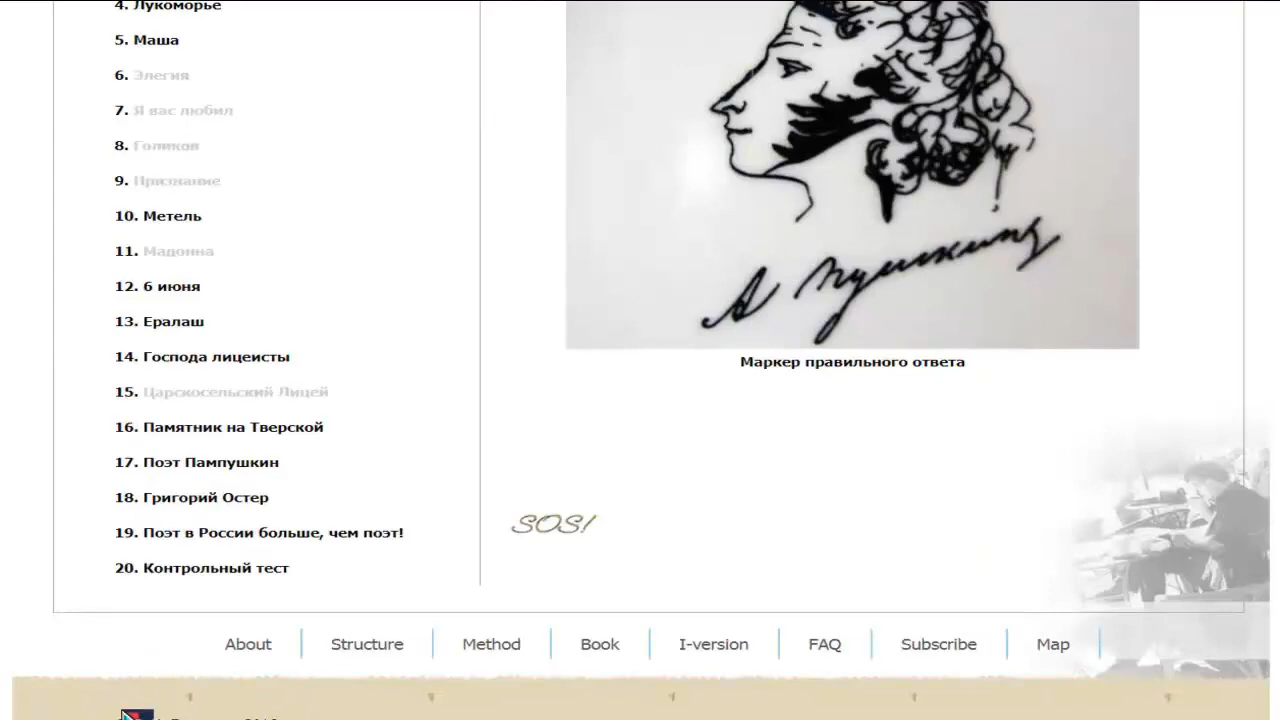 4. Лукоморье
5. Маша
6. Элегия
7. Я вас любил
8. Голиков
9. Признание
10. Метель
11. Мадонна
12. 6 июня
13. Ералаш
14. Господа лицеисты
15. Царскосельский Лицей
16. Памятник на Тверской
17. Поэт Пампушкин
18. Григорий Остер
19. Поэт в России больше, чем поэт!
20. Контрольный тест
А Пушкинъ
Маркер правильного ответа
SOS!
About
Structure
Method
Book
I-version
FAQ
Subscribe
Map